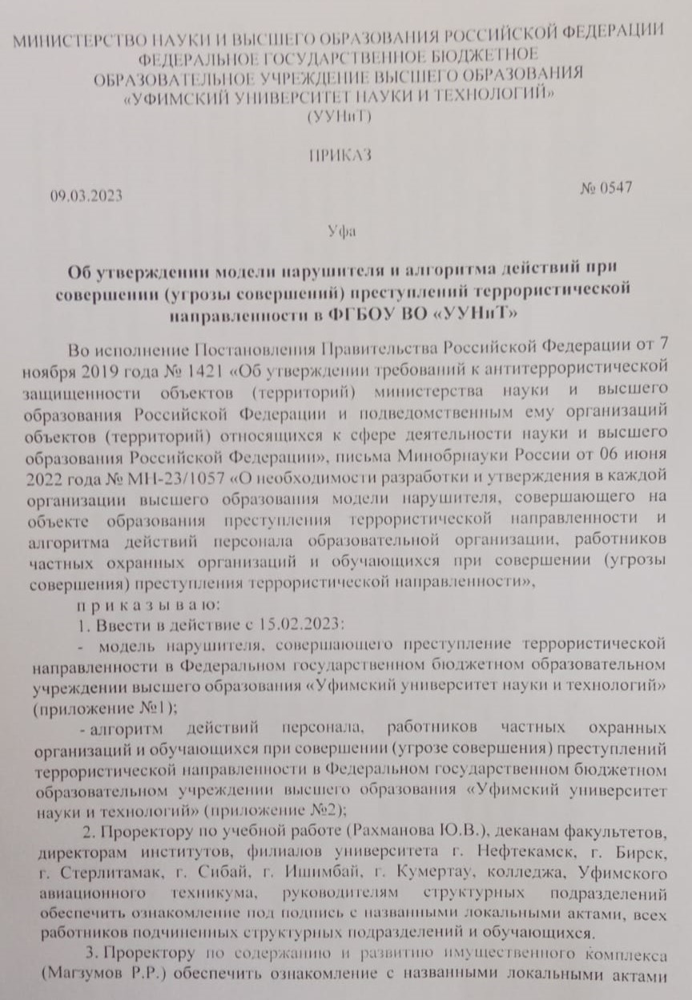 МИНИСТЕРСТВО НАУКИ И ВЫСШЕГО ОБРАЗОВАНИЯ РОССИЙСКОЙ ФЕДЕРАЦИИ
ФЕДЕРАЛЬНОЕ ГОСУДАРСТВЕННОЕ БЮДЖЕТНОЕ
ОБРАЗОВАТЕЛЬНОЕ УЧРЕЖДЕНИЕ ВЫСШЕГО ОБРАЗОВАНИЯ
«УФИМСКИЙ УНИВЕРСИТЕТ НАУКИ И ТЕХНОЛОГИЙ»
(УУНиТ)
ПРИКАЗ
09.03.2023
№ 0547
Уфа
Об утверждении модели нарушителя и алгоритма действий при
совершении (угрозы совершений) преступлений террористической
направленности в ФГБОУ ВО «УУНиТ»
Во исполнение Постановления Правительства Российской Федерации от 7
ноября 2019 года № 1421 «Об утверждении требований к антитеррористической
защищенности объектов (территорий) министерства науки и высшего
образования Российской Федерации и подведомственным ему организаций
объектов (территорий) относящихся к сфере деятельности науки и высшего
образования Российской Федерации», письма Минобрнауки России от 06 июня
2022 года № МН-23/1057 «О необходимости разработки и утверждения в каждой
организации высшего образования модели нарушителя, совершающего на
объекте образования преступления террористической направленности и
алгоритма действий персонала образовательной организации, работников
частных охранных организаций и обучающихся при совершении (угрозы
совершения) преступления террористической направленности»,
п р и к а з ы в а ю:
1. Ввести в действие с 15.02.2023:
- модель нарушителя, совершающего преступление террористической
направленности в Федеральном государственном бюджетном образовательном
учреждении высшего образования «Уфимский университет науки и технологий»
(приложение №1);
- алгоритм действий персонала, работников частных охранных
организаций и обучающихся при совершении (угрозе совершения) преступлений
террористической направленности в Федеральном государственном бюджетном
образовательном учреждении высшего образования «Уфимский университет
науки и технологий» (приложение №2);
2. Проректору по учебной работе (Рахманова Ю.В.), деканам факультетов,
директорам институтов, филиалов университета г. Нефтекамск, г. Бирск,
г. Стерлитамак, г. Сибай, г. Ишимбай, г. Кумертау, колледжа, Уфимского
авиационного техникума, руководителям структурных подразделений
обеспечить ознакомление под подпись с названными локальными актами, всех
работников подчиненных структурных подразделений и обучающихся.
3. Проректору по содержанию и развитию имущественного комплекса
(Магзумов Р.Р.) обеспечить ознакомление с названными локальными актами